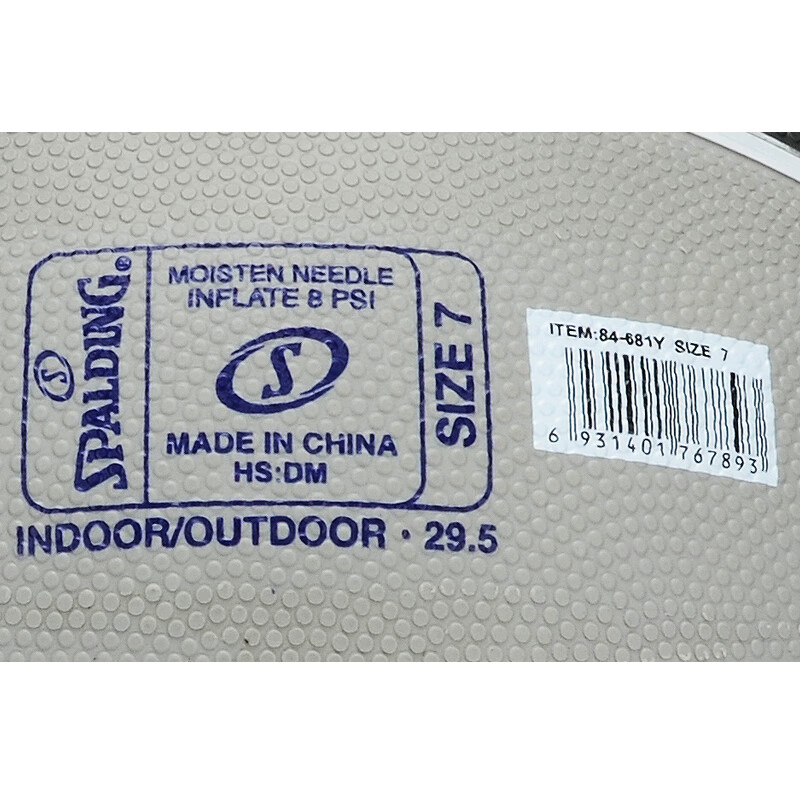 SPALDING®
MOISTEN NEEDLE
INFLATE 8 PSI
S
MADE IN CHINA
HS:DM
SIZE 7
INDOOR/OUTDOOR · 29.5
ITEM:84-681Y SIZE 7
6 931401 767893